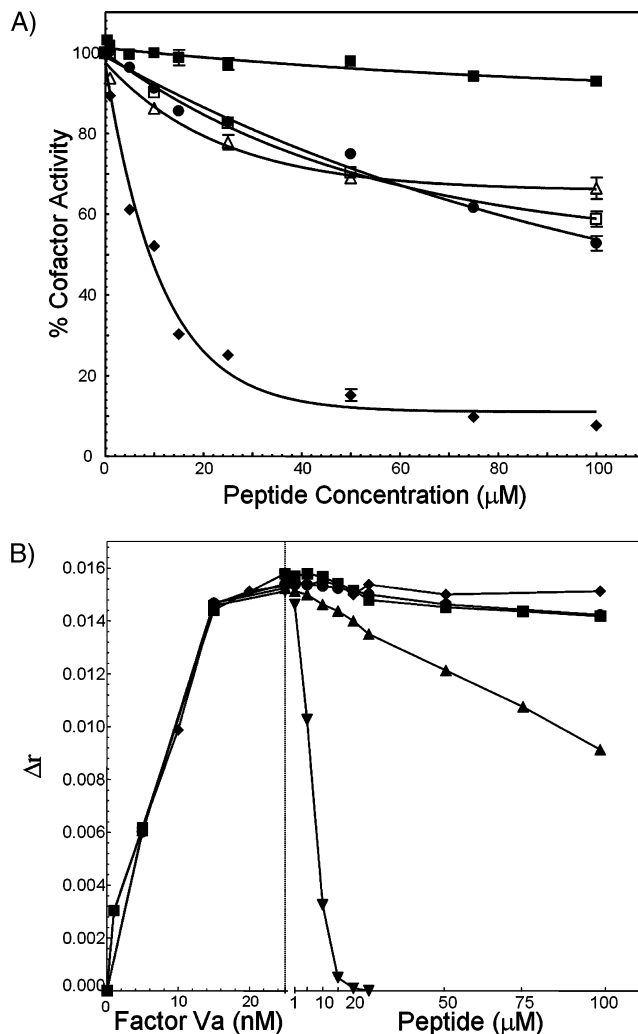 A)
% Cofactor Activity
100
80
60
40
20
0
0 20 40 60 80 100
Peptide Concentration (μM)
B)
Δr
0.016
0.014
0.012
0.010
0.008
0.006
0.004
0.002
0.000
0 10 20 1 10 20 50 75 100
Factor Va (nM) Peptide (μM)